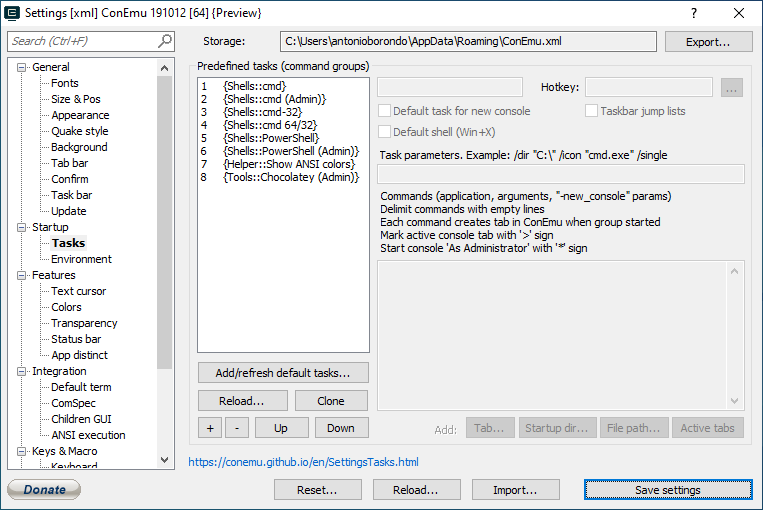 Settings [xml] ConEmu 191012 [64] {Preview}
?
Search (Ctrl+F)
Storage:
C:\Users\antonioborondo\AppData\Roaming\ConEmu.xml
Export...
General
Fonts
Size & Pos
Appearance
Quake style
Background
Tab bar
Confirm
Task bar
Update
Startup
Tasks
Environment
Features
Text cursor
Colors
Transparency
Status bar
App distinct
Integration
Default term
ComSpec
Children GUI
ANSI execution
Keys & Macro
Keyboard
Predefined tasks (command groups)
1 {Shells::cmd}
2 {Shells::cmd (Admin)}
3 {Shells::cmd-32}
4 {Shells::cmd 64/32}
5 {Shells::PowerShell}
6 {Shells::PowerShell (Admin)}
7 {Helper::Show ANSI colors}
8 {Tools::Chocolatey (Admin)}
Add/refresh default tasks...
Reload...
Clone
+
-
Up
Down
Hotkey:
...
Default task for new console
Taskbar jump lists
Default shell (Win+X)
Task parameters. Example: /dir "C:\" /icon "cmd.exe" /single
Commands (application, arguments, "-new_console" params)
Delimit commands with empty lines
Each command creates tab in ConEmu when group started
Mark active console tab with '>' sign
Start console 'As Administrator' with '*' sign
Add:
Tab...
Startup dir...
File path...
Active tabs
https://conemu.github.io/en/SettingsTasks.html
Donate
Reset...
Reload...
Import...
Save settings